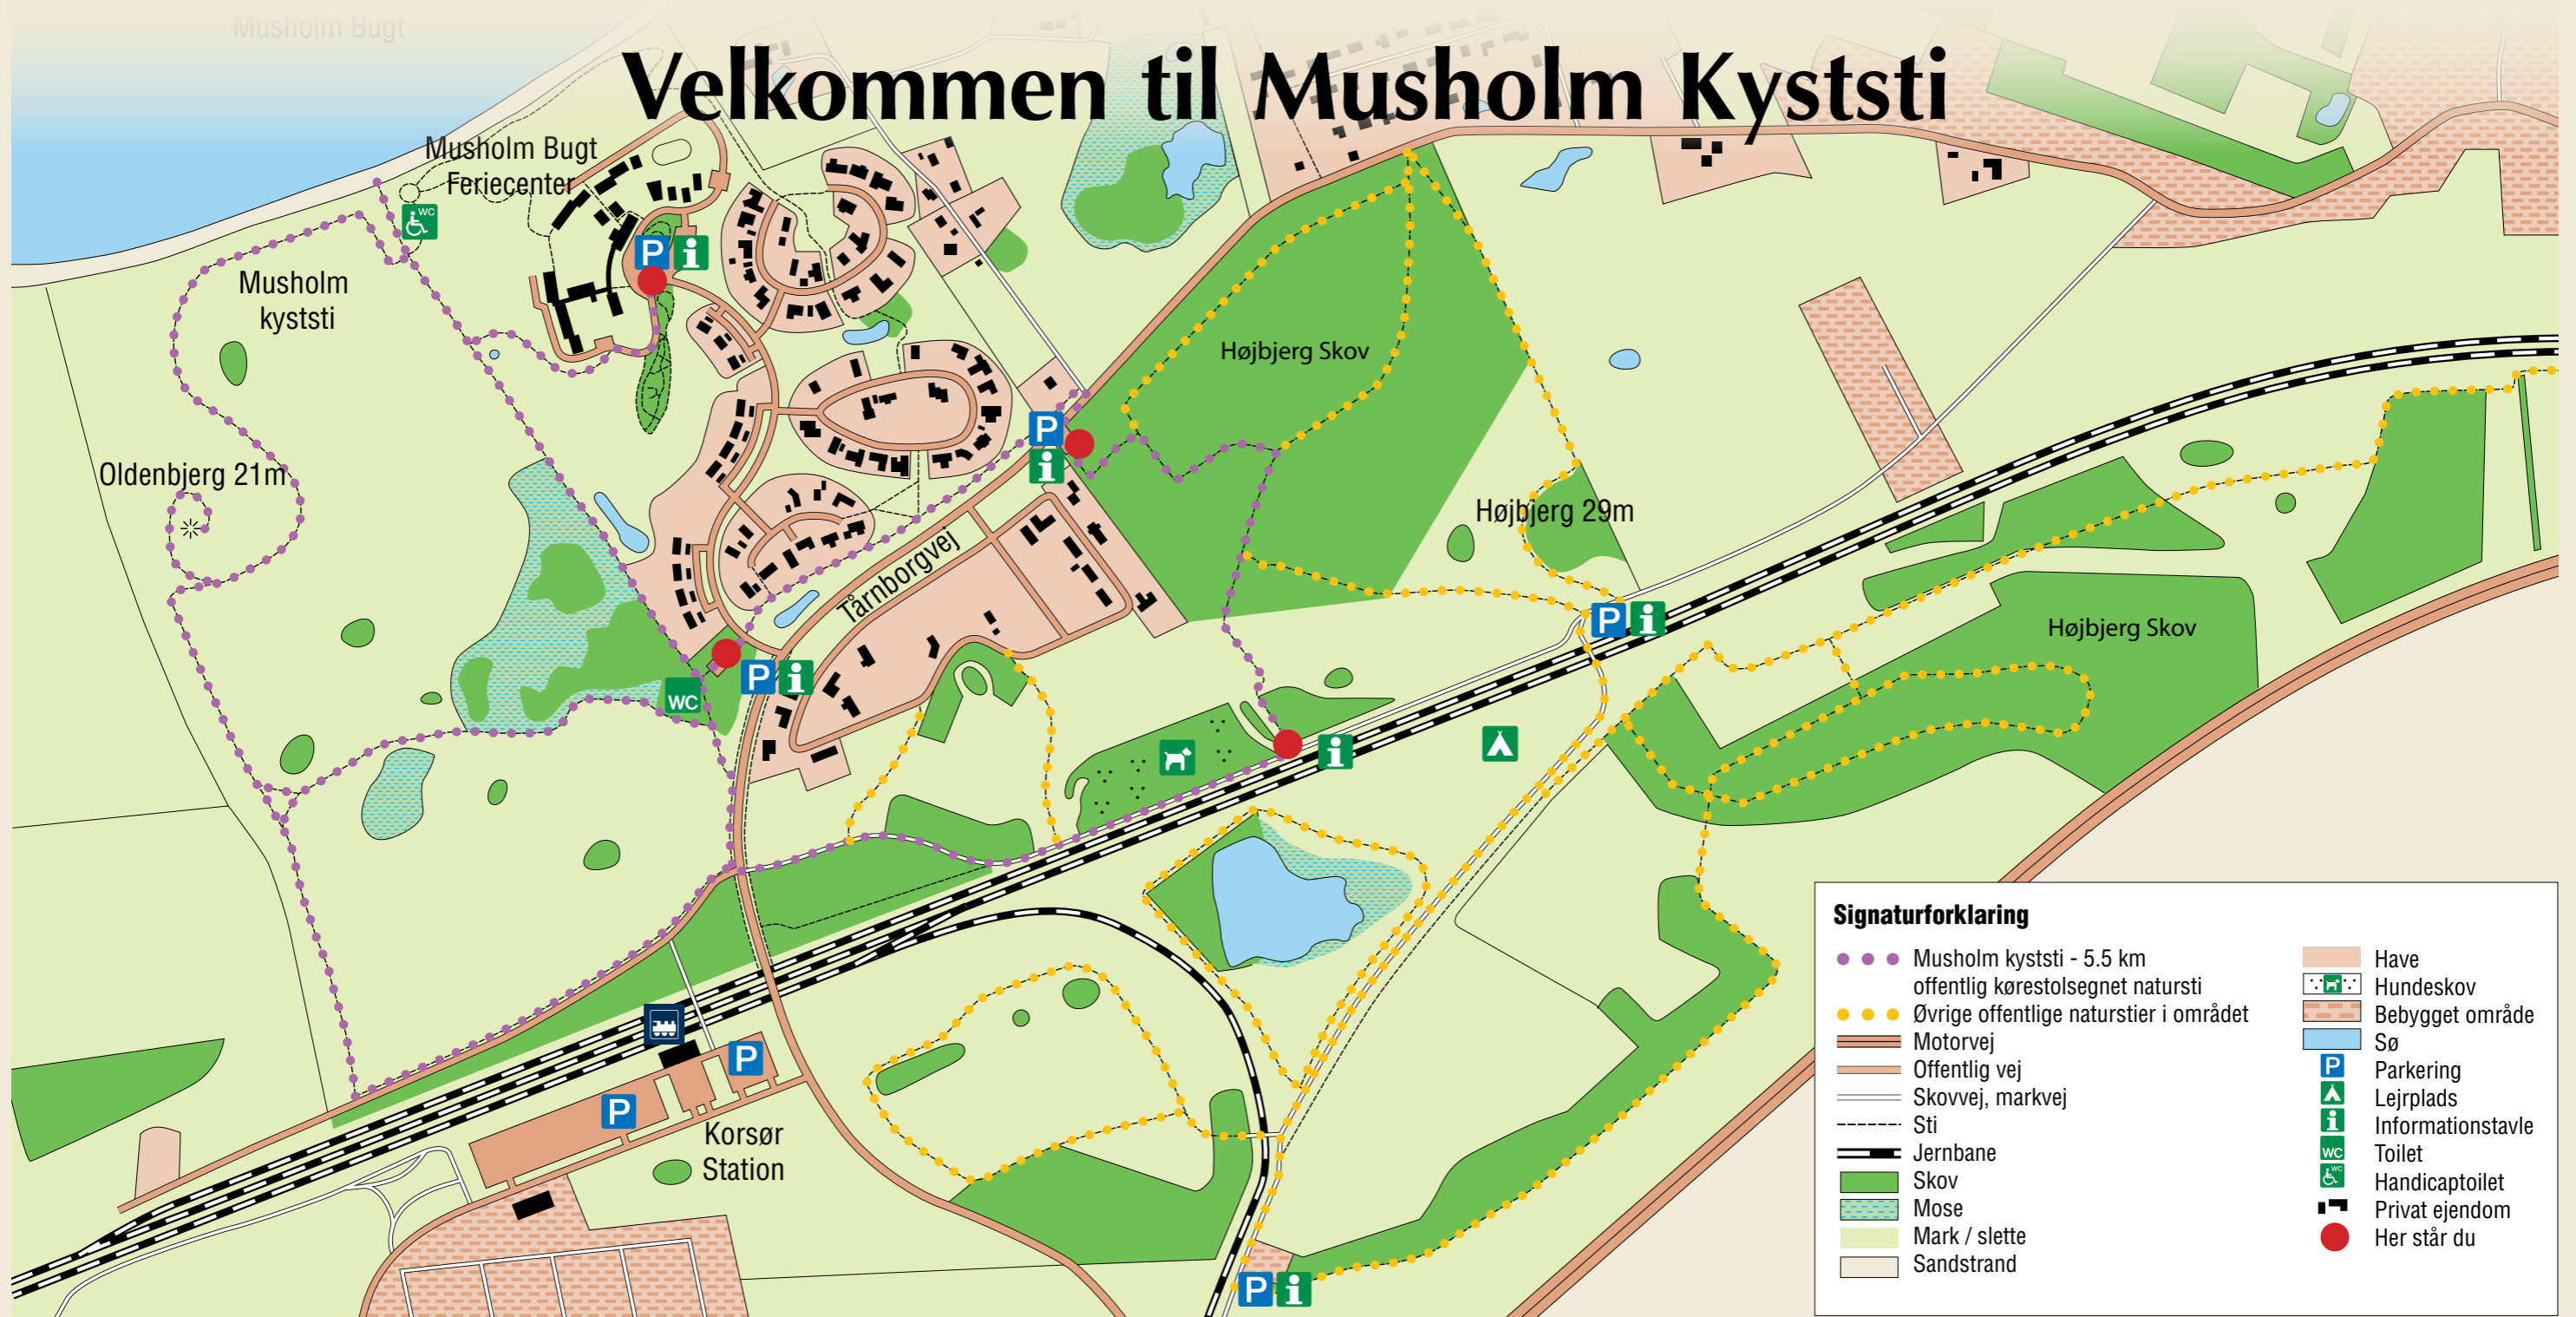 Musholm Bugt
Velkommen til Musholm Kyststi
Musholm Bugt
Feriecenter
WC
P
Musholm
kyststi
Højbjerg Skov
P
Oldenbjerg 21m
Højbjerg 29m
Tårnborgvej
P
Højbjerg Skov
P
WC
P
P
Korsør
Station
P
Signaturforklaring
Musholm kyststi - 5.5 km
offentlig kørestolsegnet natursti
Øvrige offentlige naturstier i området
Motorvej
Offentlig vej
Skovvej, markvej
Sti
Jernbane
Skov
Mose
Mark / slette
Sandstrand
Have
Hundeskov
Bebygget område
Sø
P Parkering
Lejrplads
i Informationstavle
WC Toilet
WC Handicaptoilet
Privat ejendom
Her står du